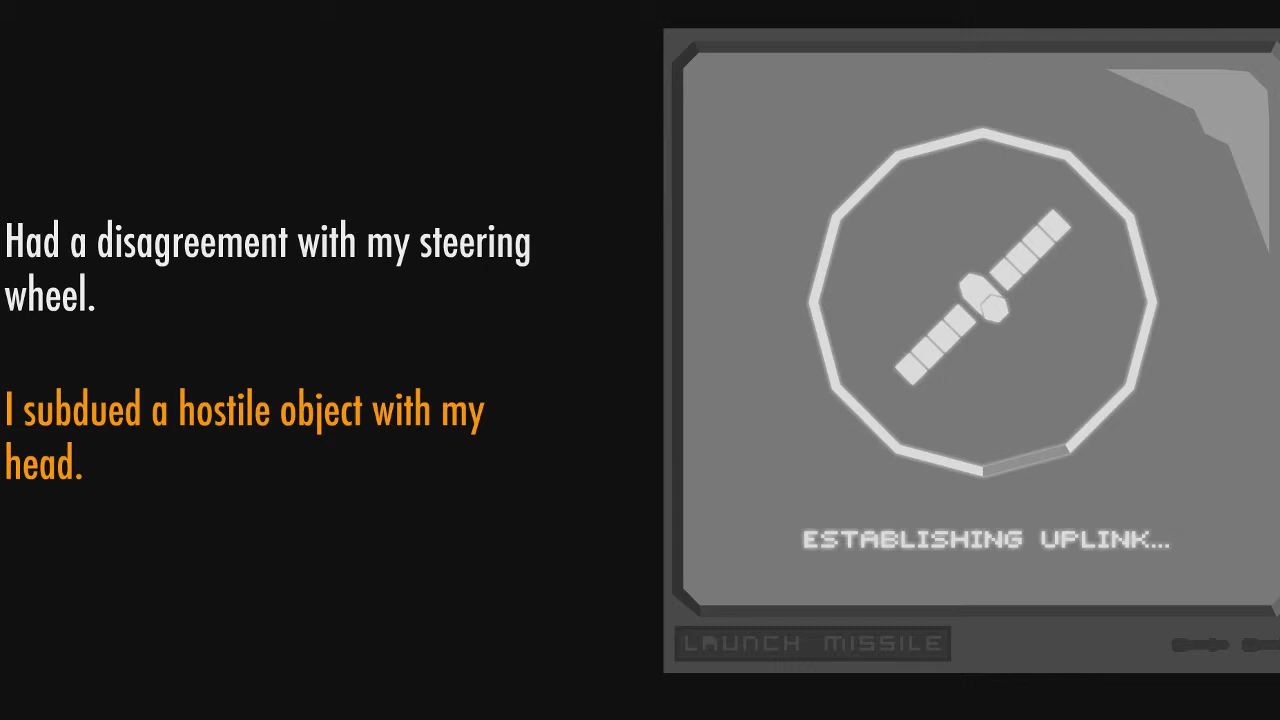 Had a disagreement with my steering
wheel.
I subdued a hostile object with my
head.
ESTABLISHING UPLINK...
LAUNCH MISSILE